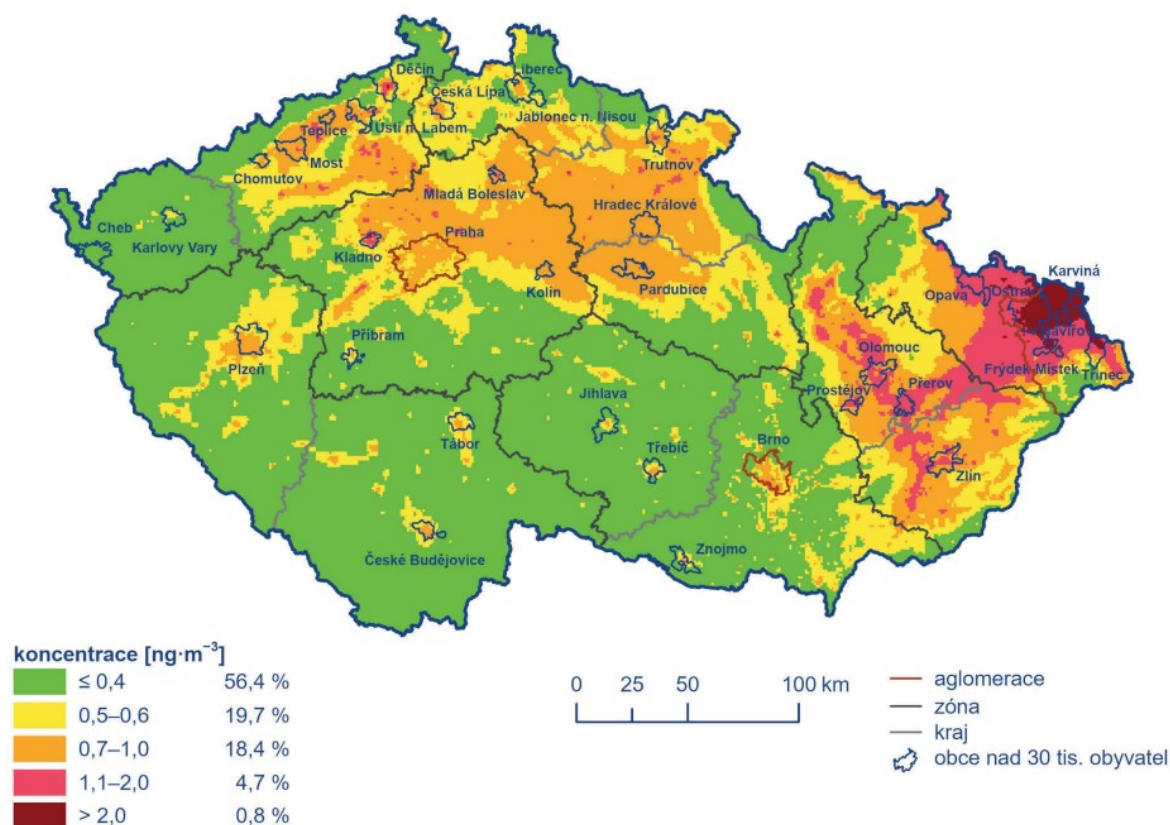 Děčín
Liberec
Česká Lípa
Jablonec n. Nisou
Teplice
Ústí n. Labem
Trutnov
Most
Chomutov
Mladá Boleslav
Hradec Králové
Cheb
Karlovy Vary
Praha
Kladno
Kolín
Pardubice
Karviná
Opava
Příbram
Plzeň
Olomouc
Frýdek-Místek
Třinec
Prostějov
Přerov
Jihlava
Tábor
Třebíč
Brno
Zlín
Znojmo
České Budějovice
koncentrace [ng·m⁻³]
≤ 0,4 56,4 %
0,5–0,6 19,7 %
0,7–1,0 18,4 %
1,1–2,0 4,7 %
> 2,0 0,8 %
0 25 50 100 km
aglomerace
zóna
kraj
obce nad 30 tis. obyvatel